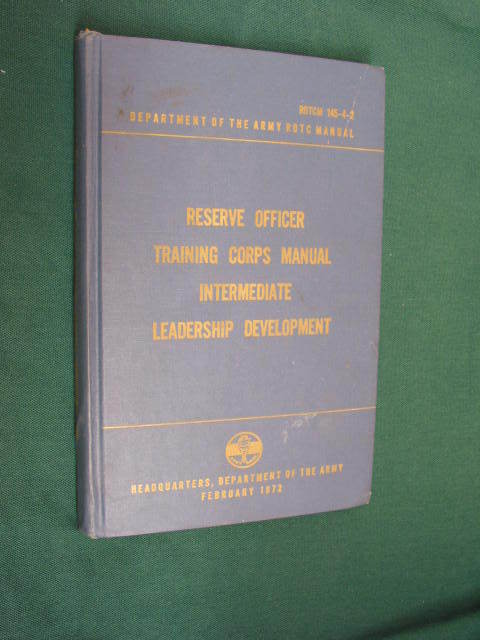 ROTCM 145-4-2
DEPARTMENT OF THE ARMY ROTC MANUAL
RESERVE OFFICER
TRAINING CORPS MANUAL
INTERMEDIATE
LEADERSHIP DEVELOPMENT
HEADQUARTERS, DEPARTMENT OF THE ARMY
FEBRUARY 1973